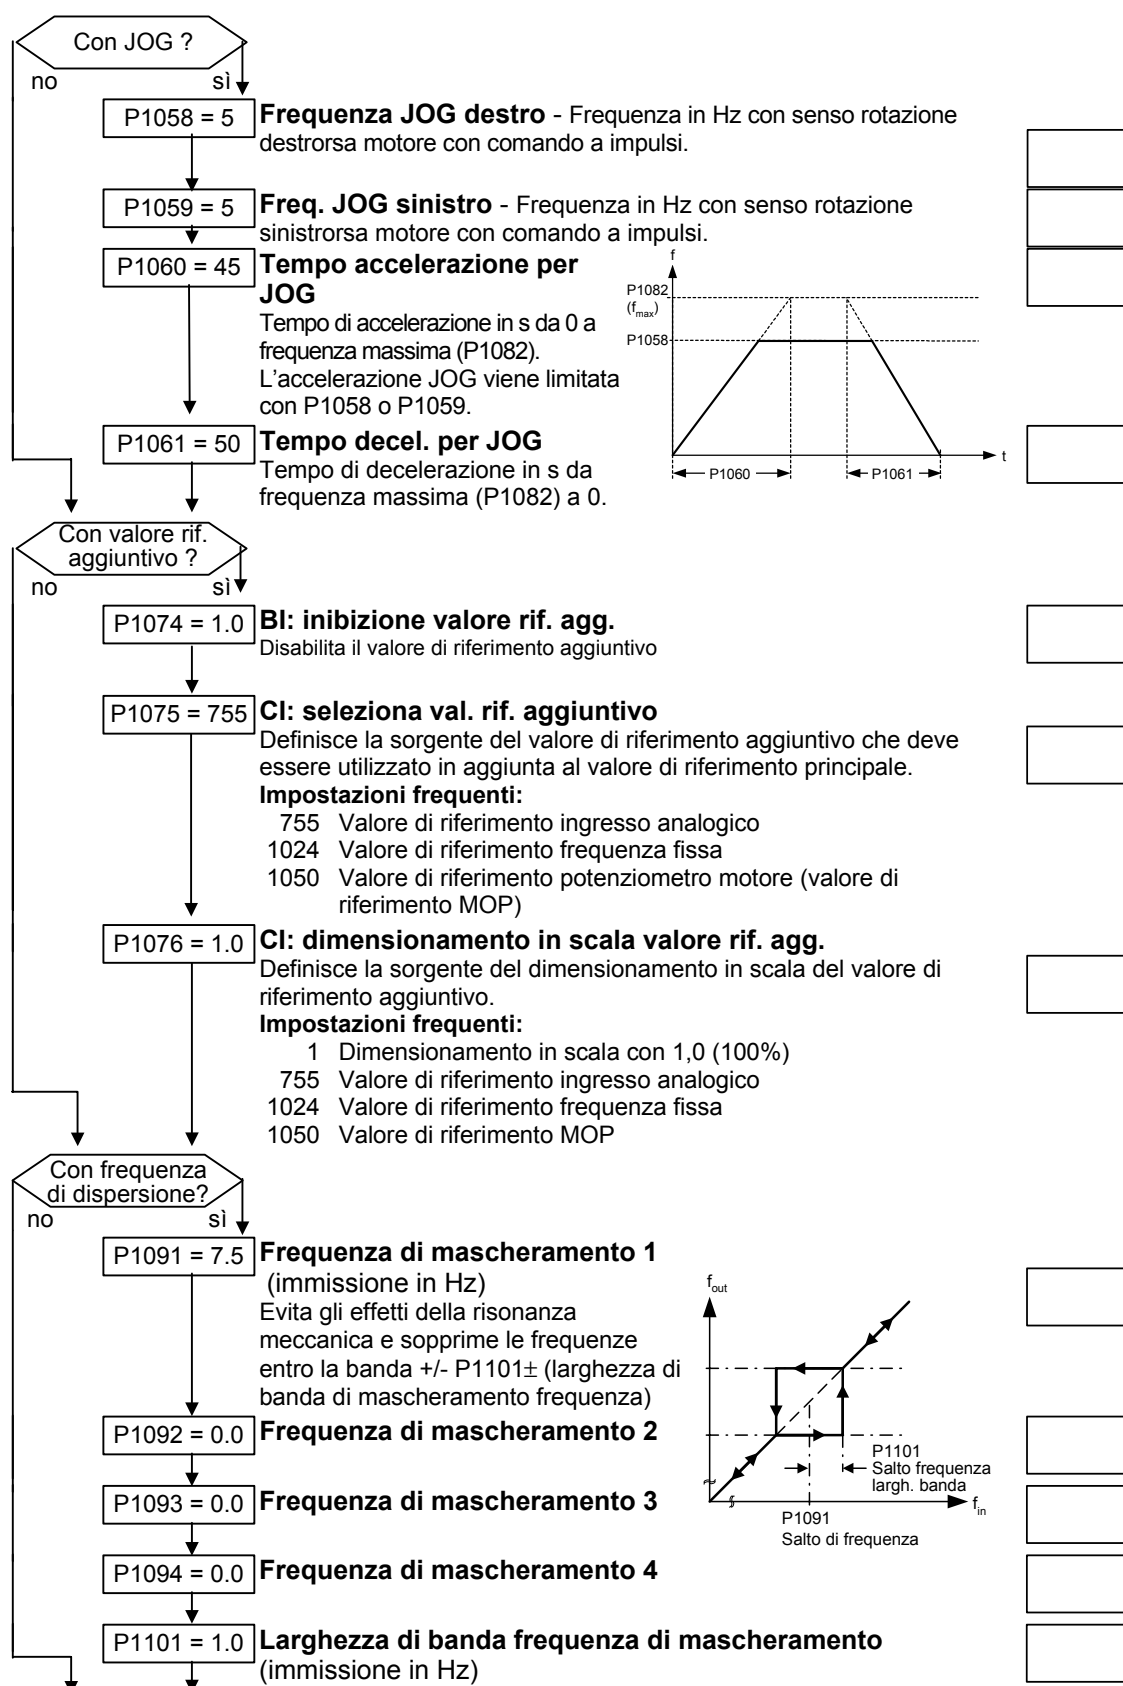 Con JOG ?
no
sì
P1058 = 5
Frequenza JOG destro - Frequenza in Hz con senso rotazione
destrorsa motore con comando a impulsi.
P1059 = 5
Freq. JOG sinistro - Frequenza in Hz con senso rotazione
sinistrorsa motore con comando a impulsi.
P1060 = 45
Tempo accelerazione per
JOG
Tempo di accelerazione in s da 0 a
frequenza massima (P1082).
L'accelerazione JOG viene limitata
con P1058 o P1059.
f
P1082
(fmax)
P1058
t
P1060
P1061
P1061 = 50
Tempo decel. per JOG
Tempo di decelerazione in s da
frequenza massima (P1082) a 0.
Con valore rif.
aggiuntivo ?
no
sì
P1074 = 1.0
BI: inibizione valore rif. agg.
Disabilita il valore di riferimento aggiuntivo
P1075 = 755
CI: seleziona val. rif. aggiuntivo
Definisce la sorgente del valore di riferimento aggiuntivo che deve
essere utilizzato in aggiunta al valore di riferimento principale.
Impostazioni frequenti:
755 Valore di riferimento ingresso analogico
1024 Valore di riferimento frequenza fissa
1050 Valore di riferimento potenziometro motore (valore di
riferimento MOP)
P1076 = 1.0
CI: dimensionamento in scala valore rif. agg.
Definisce la sorgente del dimensionamento in scala del valore di
riferimento aggiuntivo.
Impostazioni frequenti:
1 Dimensionamento in scala con 1,0 (100%)
755 Valore di riferimento ingresso analogico
1024 Valore di riferimento frequenza fissa
1050 Valore di riferimento MOP
Con frequenza
di dispersione?
no
sì
P1091 = 7.5
Frequenza di mascheramento 1
(immissione in Hz)
Evita gli effetti della risonanza
meccanica e sopprime le frequenze
entro la banda +/- P1101± (larghezza di
banda di mascheramento frequenza)
fout
P1101
Salto frequenza
largh. banda
fin
P1091
Salto di frequenza
P1092 = 0.0
Frequenza di mascheramento 2
P1093 = 0.0
Frequenza di mascheramento 3
P1094 = 0.0
Frequenza di mascheramento 4
P1101 = 1.0
Larghezza di banda frequenza di mascheramento
(immissione in Hz)